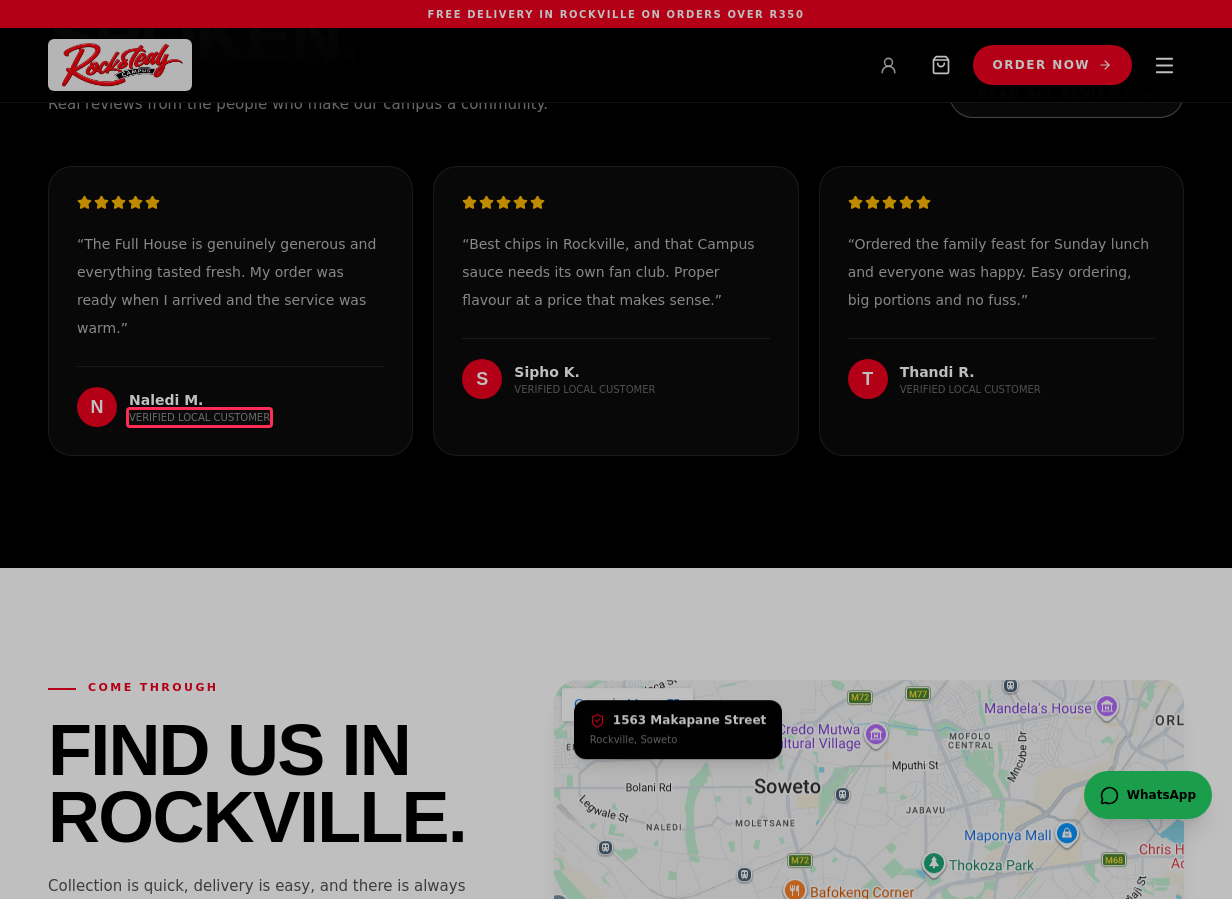 FREE DELIVERY IN ROCKVILLE ON ORDERS OVER R350
Rocksteady
CAMPUS
ORDER NOW
Real reviews from the people who make our campus a community.
“The Full House is genuinely generous and
everything tasted fresh. My order was
ready when I arrived and the service was
warm.”
N
Naledi M.
VERIFIED LOCAL CUSTOMER
“Best chips in Rockville, and that Campus
sauce needs its own fan club. Proper
flavour at a price that makes sense.”
S
Sipho K.
VERIFIED LOCAL CUSTOMER
“Ordered the family feast for Sunday lunch
and everyone was happy. Easy ordering,
big portions and no fuss.”
T
Thandi R.
VERIFIED LOCAL CUSTOMER
COME THROUGH
FIND US IN
ROCKVILLE.
Collection is quick, delivery is easy, and there is always
1563 Makapane Street
Rockville, Soweto
M72
M77
Mandela's House
ORL
Credo Mutwa
MOFOLO
CENTRAL
Mncube Dr
Mputhi St
Bolani Rd
Soweto
Legwale St
JABAVU
NALEDI
MOLETSANE
Maponya Mall
Chris H
M72
M68
Thokoza Park
Bafokeng Corner
WhatsApp